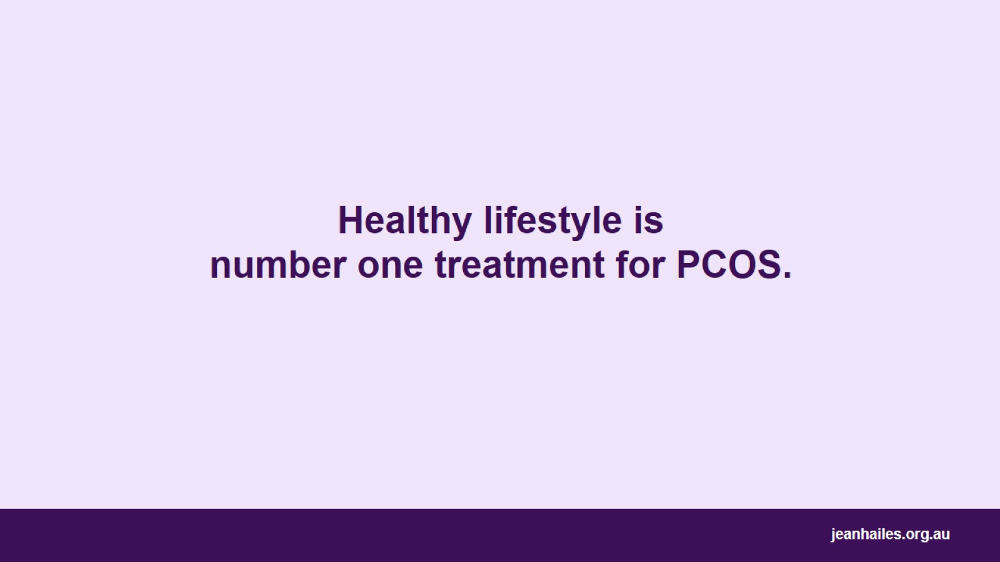 Healthy lifestyle is
number one treatment for PCOS.
jeanhailes.org.au